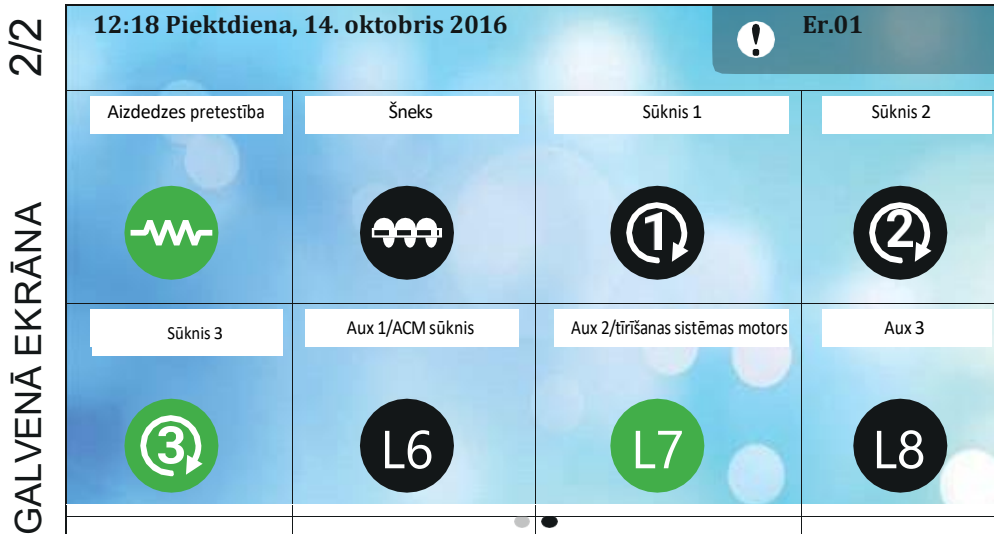 GALVENĀ EKRĀNA 2/2
12:18 Piektdiena, 14. oktobris 2016
! Er.01
Aizdedzes pretestība
Šneks
Sūknis 1
Sūknis 2
1
2
Sūknis 3
Aux 1/ACM sūknis
Aux 2/tīrīšanas sistēmas motors
Aux 3
3
L6
L7
L8